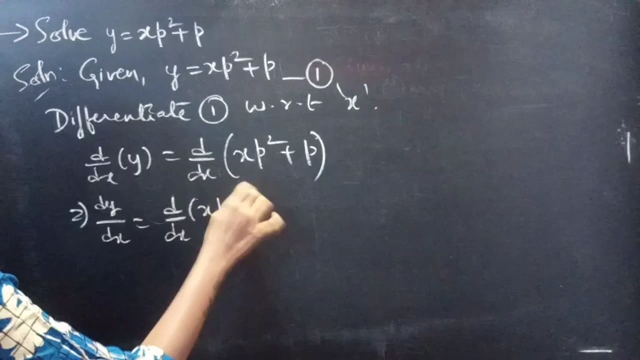 → Solve y = xp²+p
Soln: Given, y = xp²+p — ①
Differentiate ① w.r.t 'x'.
d/dx (y) = d/dx (xp² + p)
⇒ dy/dx = d/dx (x